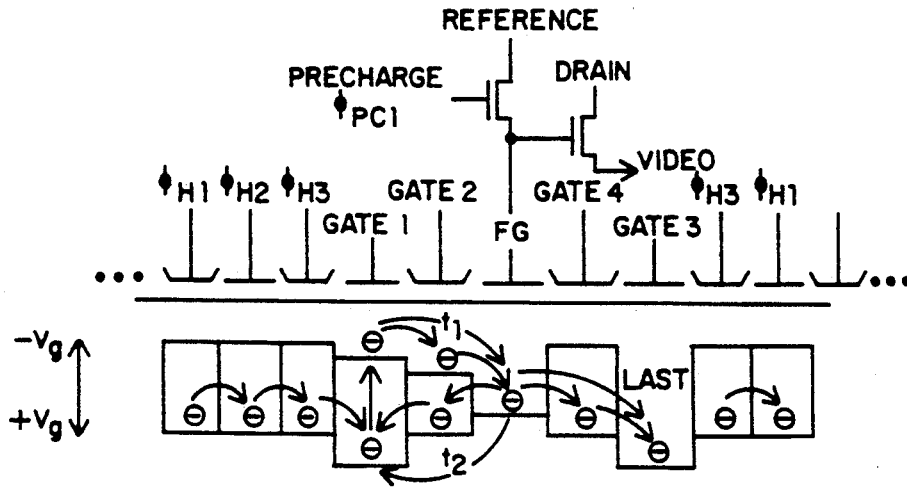 REFERENCE
PRECHARGE
ϕPC1
DRAIN
VIDEO
ϕH1 ϕH2 ϕH3
GATE 1
GATE 2
FG
GATE 4
GATE 3
ϕH3 ϕH1
-Vg
+Vg
t1
LAST
t2